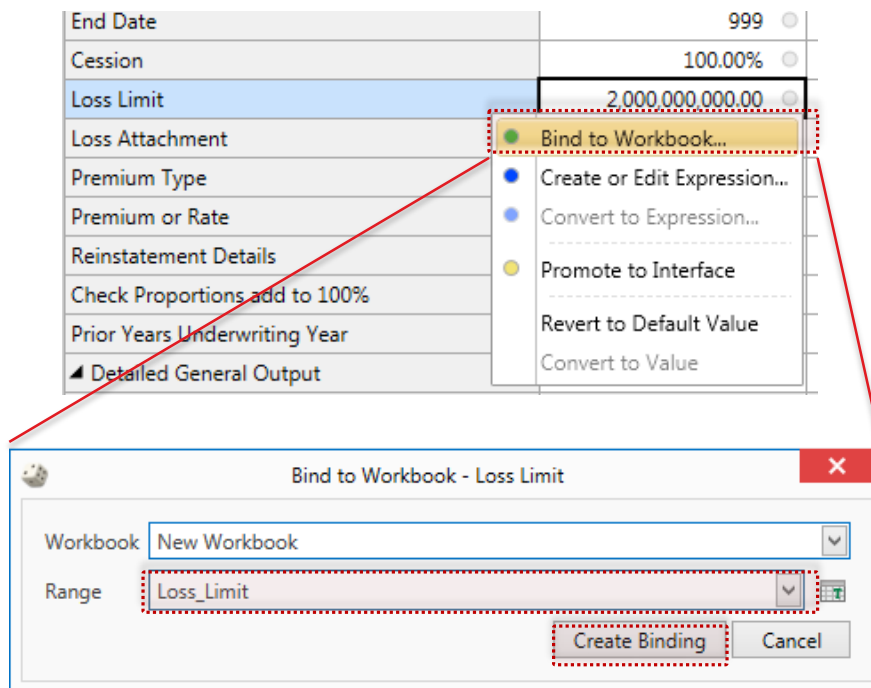 End Date 999
Cession 100.00%
Loss Limit 2,000,000,000.00
Loss Attachment
Premium Type
Premium or Rate
Reinstatement Details
Check Proportions add to 100%
Prior Years Underwriting Year
Detailed General Output
Bind to Workbook...
Create or Edit Expression...
Convert to Expression...
Promote to Interface
Revert to Default Value
Convert to Value
Bind to Workbook - Loss Limit
Workbook New Workbook
Range Loss_Limit
Create Binding Cancel